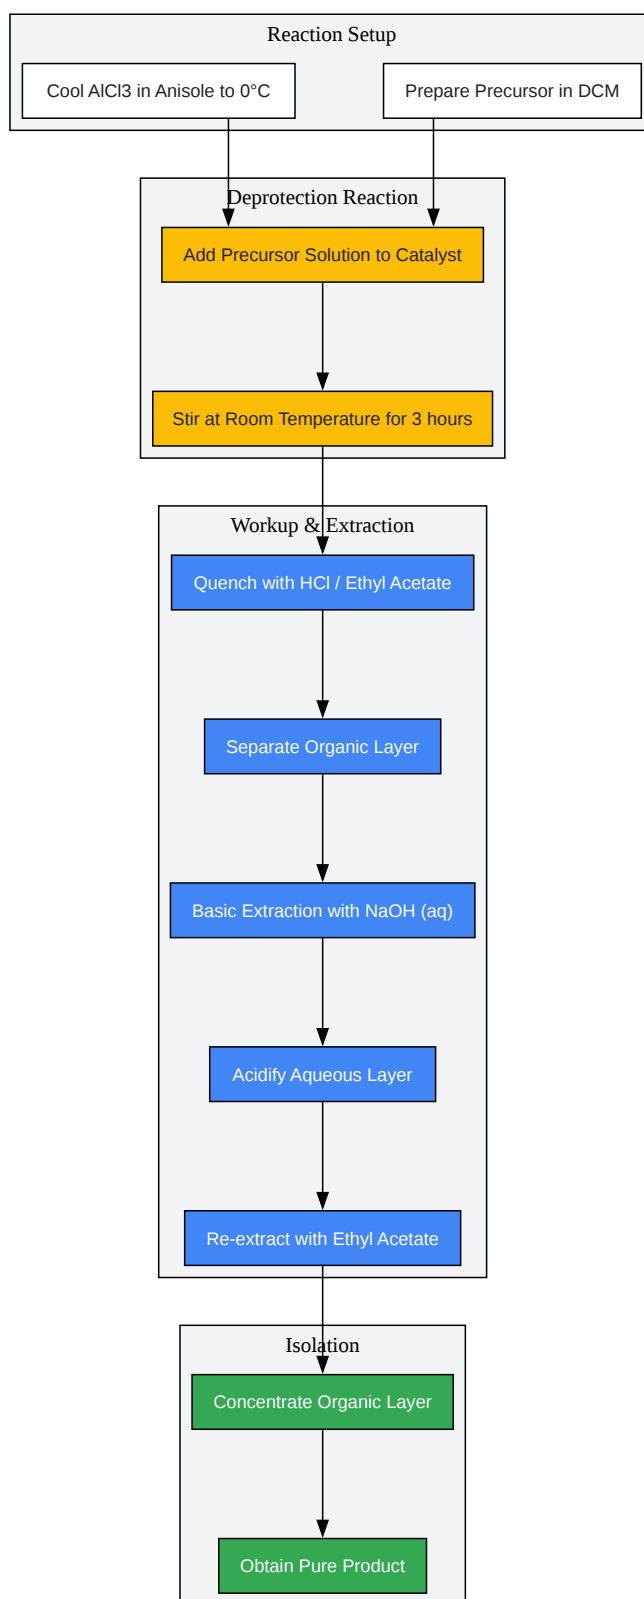 Reaction Setup
Cool AlCl3 in Anisole to 0°C
Prepare Precursor in DCM
Deprotection Reaction
Add Precursor Solution to Catalyst
Stir at Room Temperature for 3 hours
Workup & Extraction
Quench with HCl / Ethyl Acetate
Separate Organic Layer
Basic Extraction with NaOH (aq)
Acidify Aqueous Layer
Re-extract with Ethyl Acetate
Isolation
Concentrate Organic Layer
Obtain Pure Product